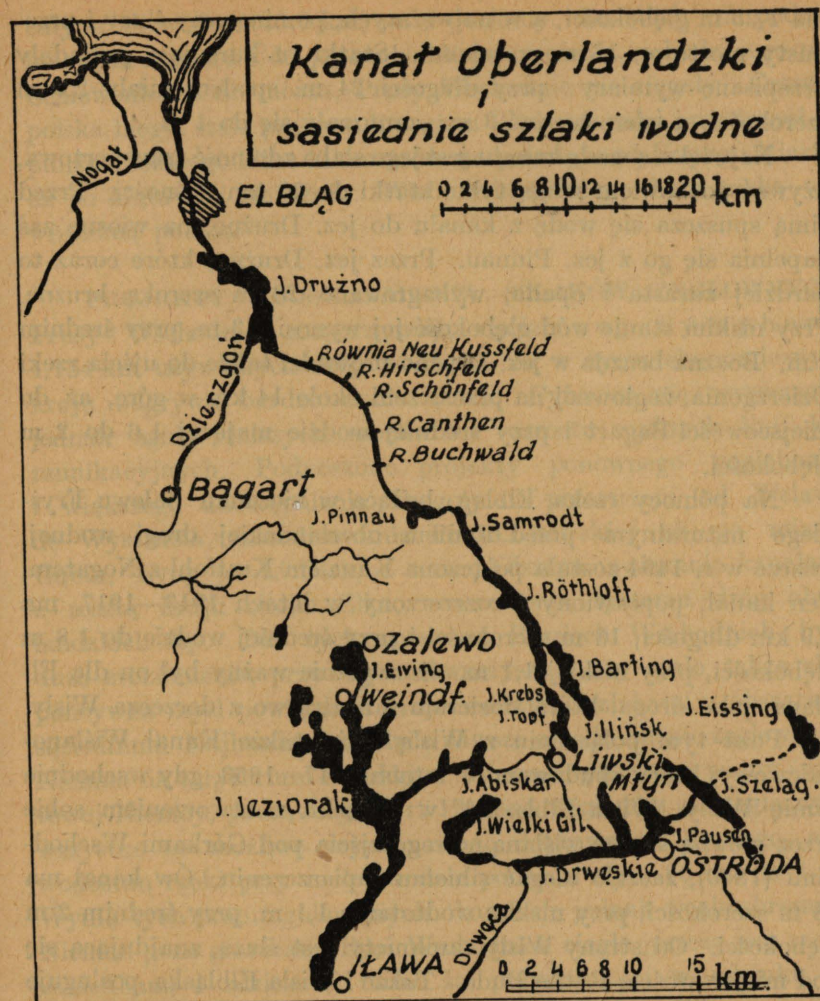 Kanał Oberlandzki
i
sasiednie szlaki wodne
0 2 4 6 8 10 12 14 16 18 20 km
Nogat
ELBLĄG
J. Drużno
Równia Neu Kussfeld
R. Hirschfeld
R. Schönfeld
Dzierzgoń
R. Canthen
R. Buchwald
Bągart
J. Pinnau
J. Samrodt
J. Röthloff
Zalewo
J. Ewing
J. Barting
Weindf.
J. Krebs
J. Topf
J. Ilińsk
J. Eissing
Liwski
Młyn
J. Abiskar
J. Szeląg.
J. Jeziorak
J. Wielki Gil.
J. Pausen
J. Drwęskie
OSTRÓDA
Drwęca
IŁAWA
0 2 4 6 8 10 15 km.